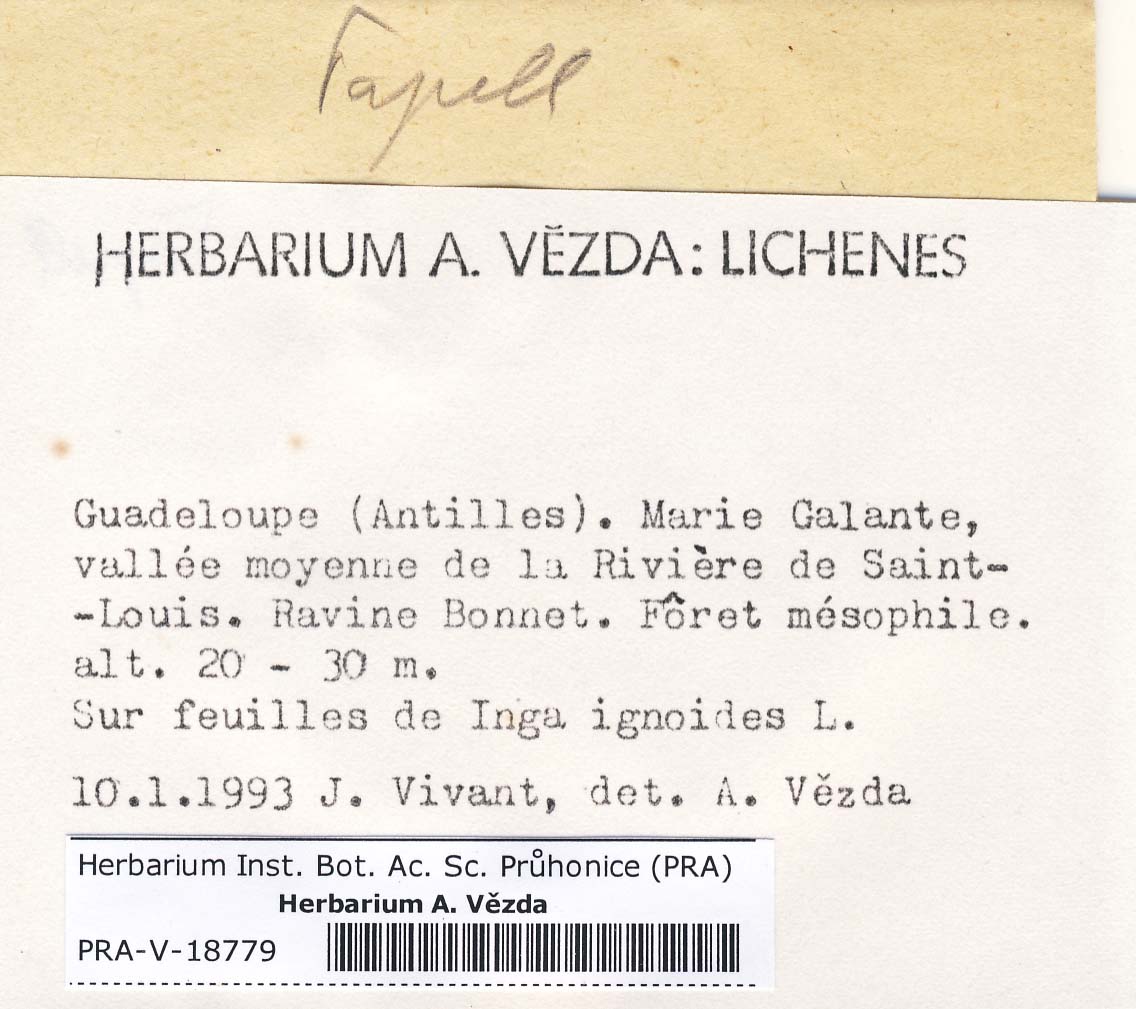 Tapell
HERBARIUM A. VĚZDA: LICHENES
Guadeloupe (Antilles). Marie Galante,
vallée moyenne de la Rivière de Saint-
-Louis. Ravine Bonnet. Fôret mésophile.
alt. 20 - 30 m.
Sur feuilles de Inga ignoides L.
10.1.1993 J. Vivant, det. A. Vězda
Herbarium Inst. Bot. Ac. Sc. Průhonice (PRA)
Herbarium A. Vězda
PRA-V-18779